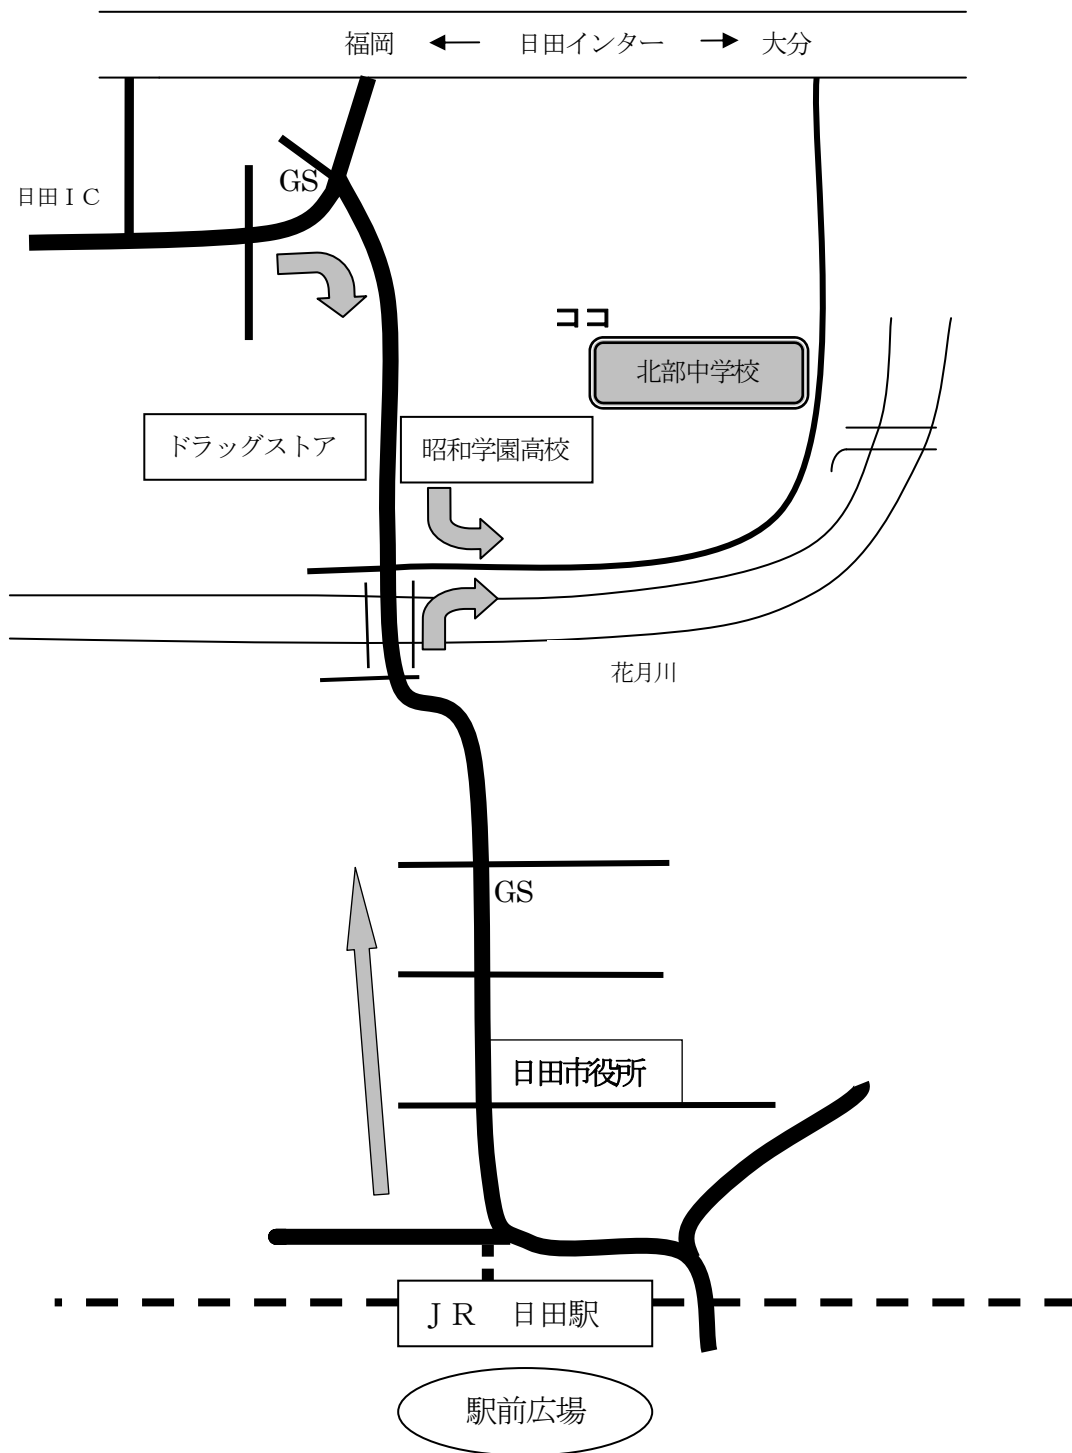 福岡 ← 日田インター → 大分
GS
日田ＩＣ
ココ
北部中学校
ドラッグストア
昭和学園高校
花月川
GS
日田市役所
ＪＲ　日田駅
駅前広場